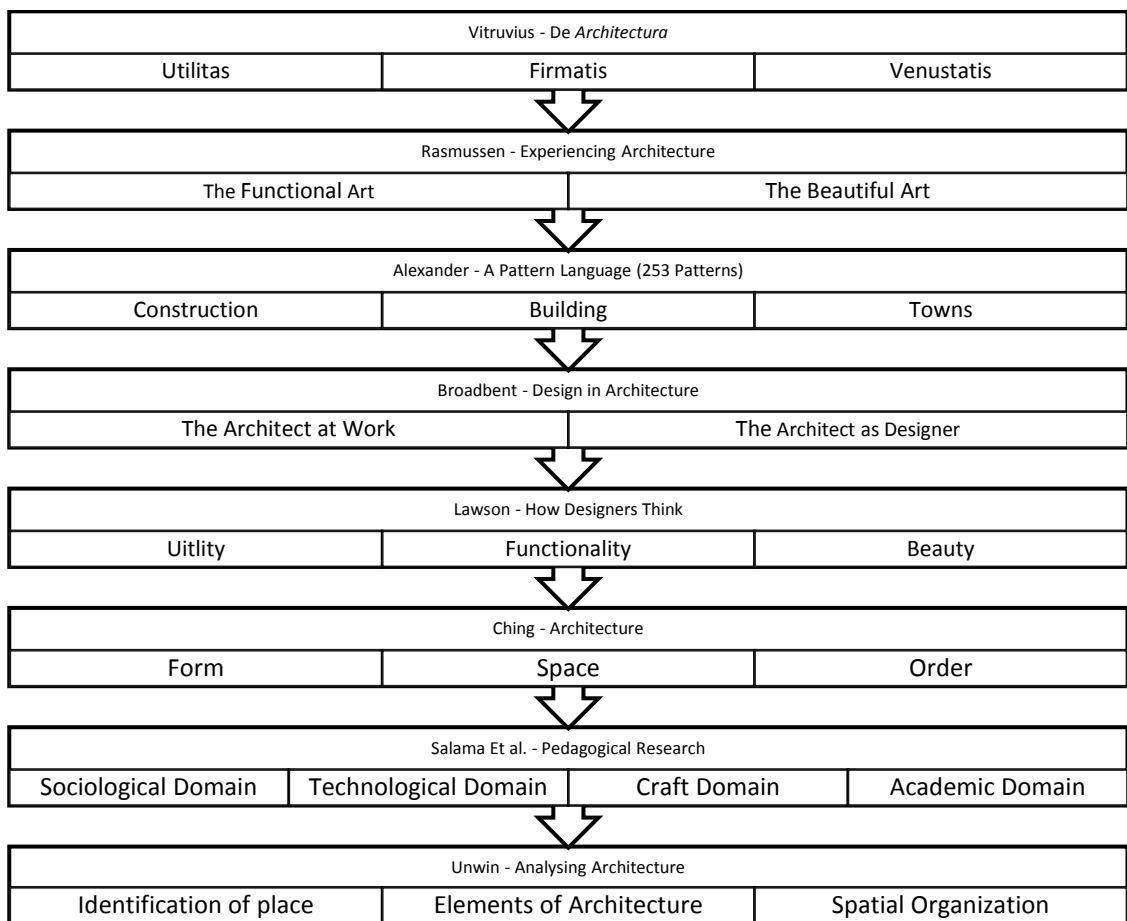 Vitruvius - De Architectura
Utilitas Firmatis Venustatis
Rasmussen - Experiencing Architecture
The Functional Art The Beautiful Art
Alexander - A Pattern Language (253 Patterns)
Construction Building Towns
Broadbent - Design in Architecture
The Architect at Work The Architect as Designer
Lawson - How Designers Think
Uitlity Functionality Beauty
Ching - Architecture
Form Space Order
Salama Et al. - Pedagogical Research
Sociological Domain Technological Domain Craft Domain Academic Domain
Unwin - Analysing Architecture
Identification of place Elements of Architecture Spatial Organization